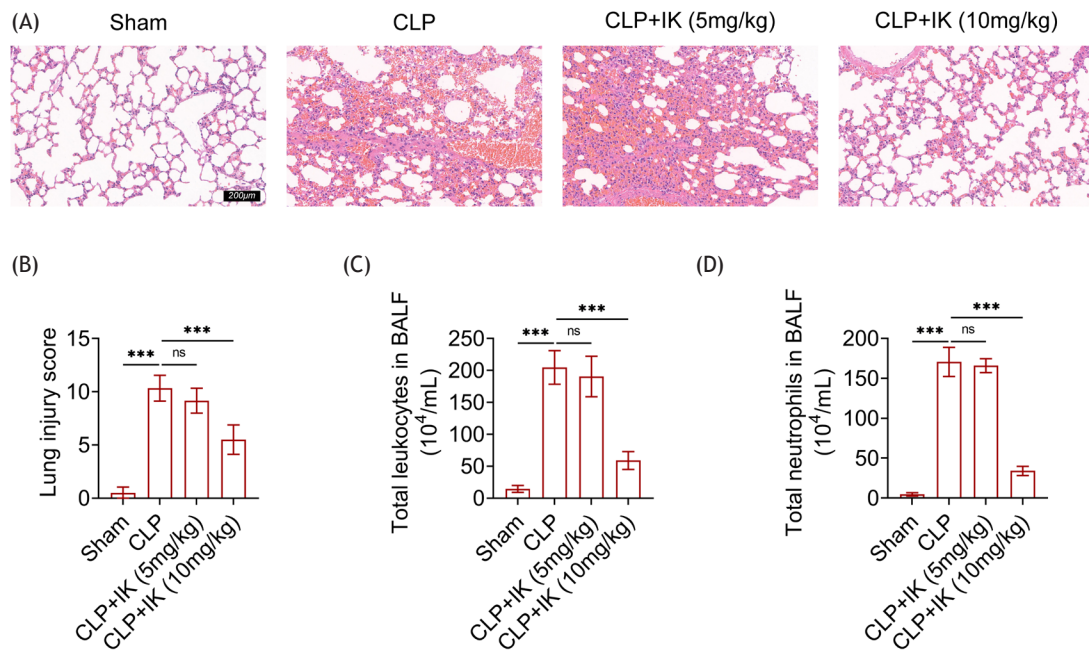 (A)
Sham
CLP
CLP+IK (5mg/kg)
CLP+IK (10mg/kg)
200μm
(B)
Lung injury score
15
10
5
0
***
ns
***
Sham
CLP
CLP+IK (5mg/kg)
CLP+IK (10mg/kg)
(C)
Total leukocytes in BALF
(10⁴/mL)
250
200
150
100
50
0
***
ns
***
Sham
CLP
CLP+IK (5mg/kg)
CLP+IK (10mg/kg)
(D)
Total neutrophils in BALF
(10⁴/mL)
200
150
100
50
0
***
ns
***
Sham
CLP
CLP+IK (5mg/kg)
CLP+IK (10mg/kg)